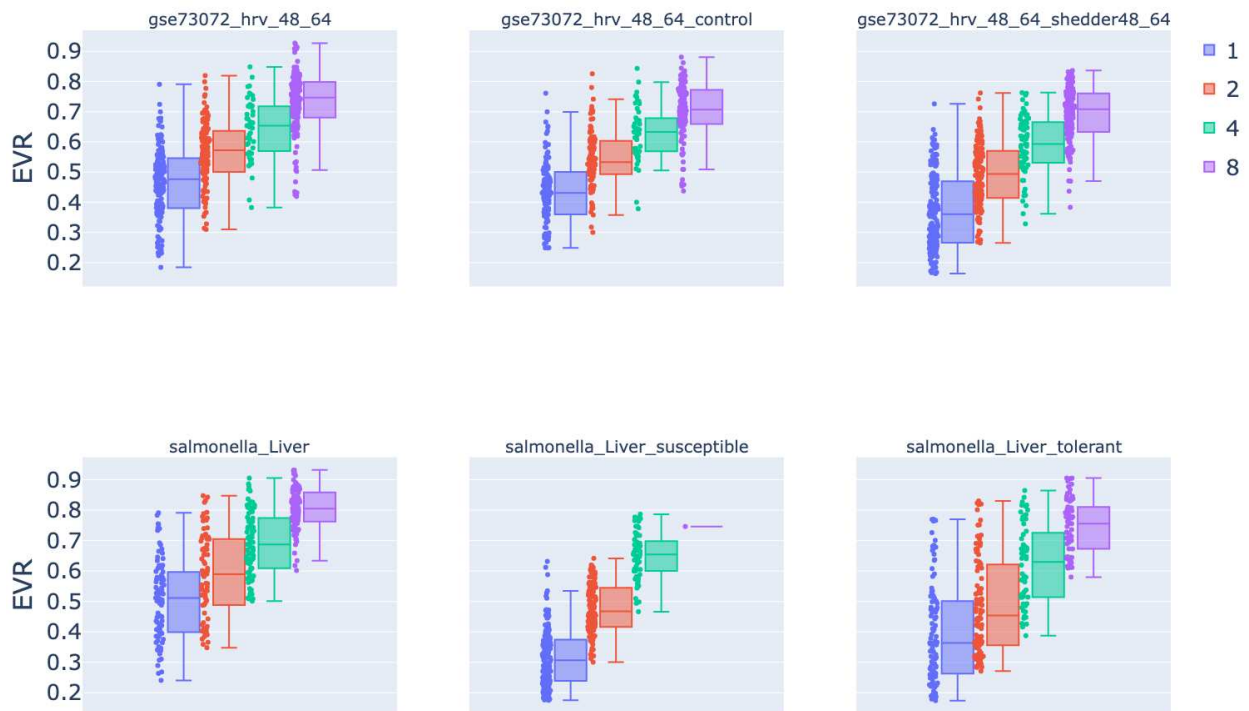 gse73072_hrv_48_64
gse73072_hrv_48_64_control
gse73072_hrv_48_64_shedder48_64
EVR
0.9
0.8
0.7
0.6
0.5
0.4
0.3
0.2
1
2
4
8
salmonella_Liver
salmonella_Liver_susceptible
salmonella_Liver_tolerant
EVR
0.9
0.8
0.7
0.6
0.5
0.4
0.3
0.2